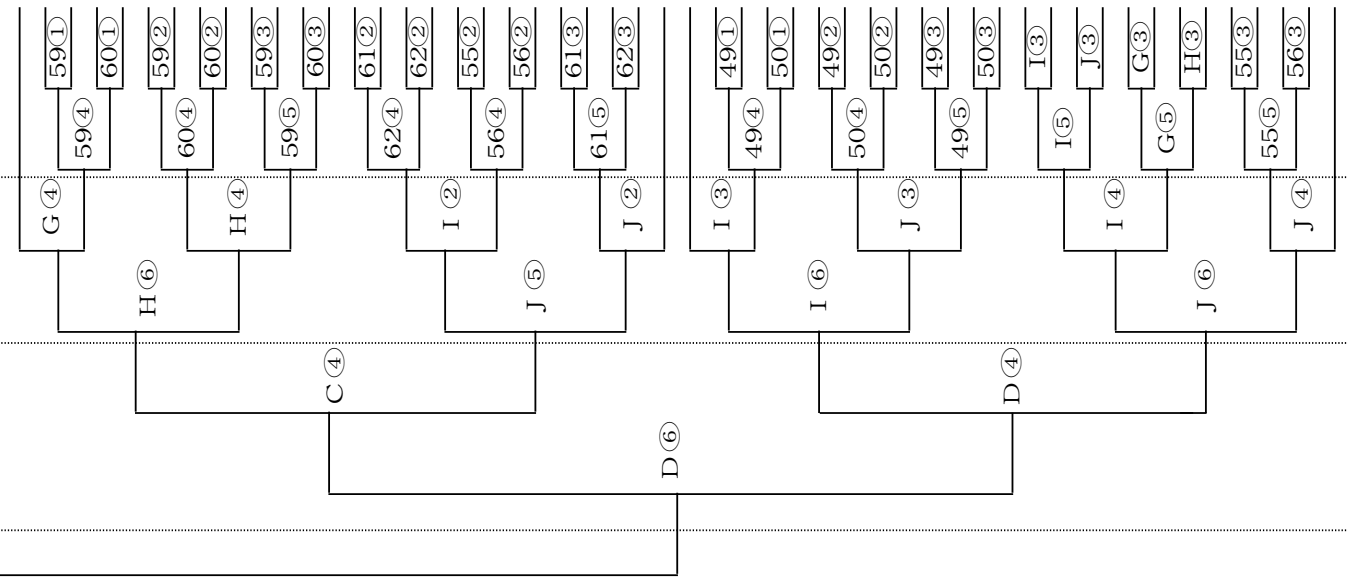 59① 60① 59② 60② 59③ 60③ 61② 62② 55② 56② 61③ 62③ 49① 50① 49② 50② 49③ 50③ I③ J③ G③ H③ 55③ 56③
59④ 60④ 59⑤ 62④ 56④ 61⑤ 49④ 50④ 49⑤ I⑤ G⑤ 55⑤
G④ H④ I② J② I③ J③ I④ J④
H⑥ J⑤ I⑥ J⑥
C④ D④
D⑥